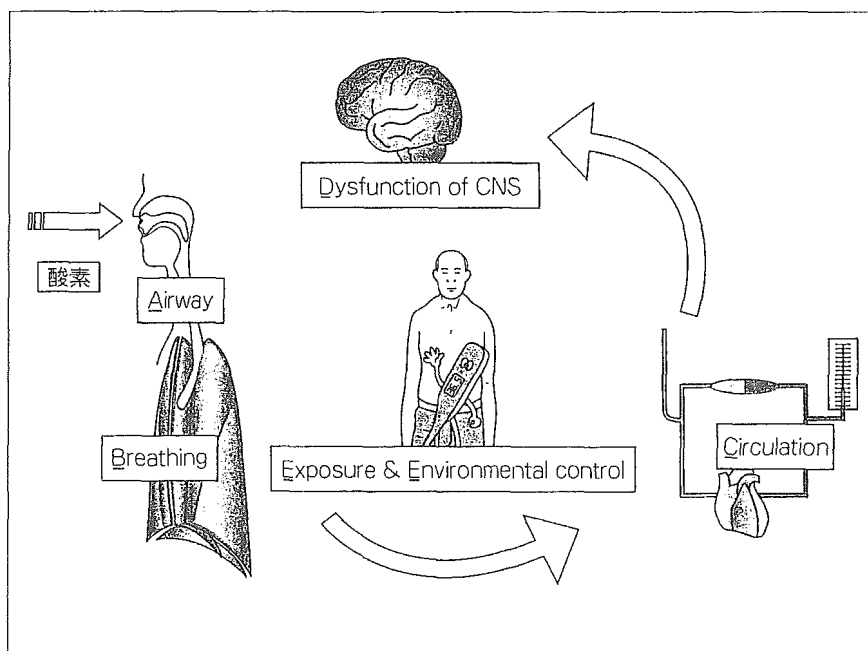 Dysfunction of CNS
酸素
Airway
Breathing
Exposure & Environmental control
Circulation